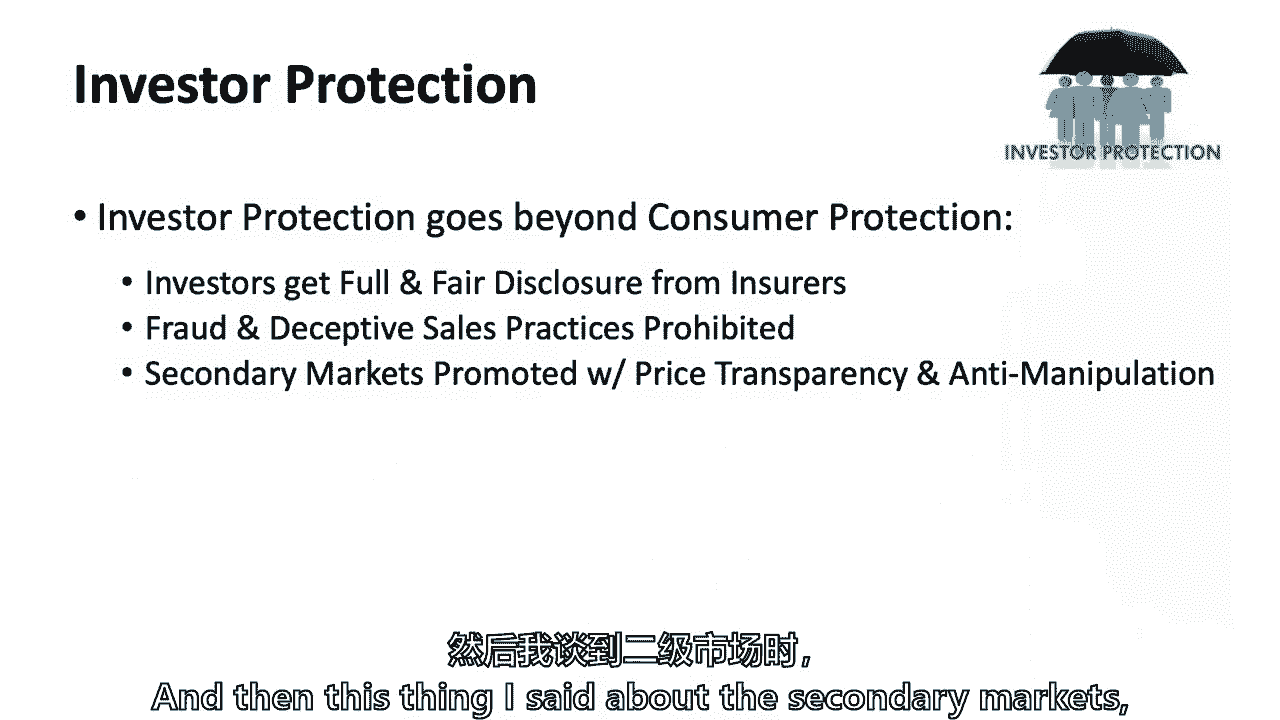 Investor Protection
INVESTOR PROTECTION
• Investor Protection goes beyond Consumer Protection:
• Investors get Full & Fair Disclosure from Insurers
• Fraud & Deceptive Sales Practices Prohibited
• Secondary Markets Promoted w/ Price Transparency & Anti-Manipulation
然后我谈到二级市场时，
And then this thing I said about the secondary markets,